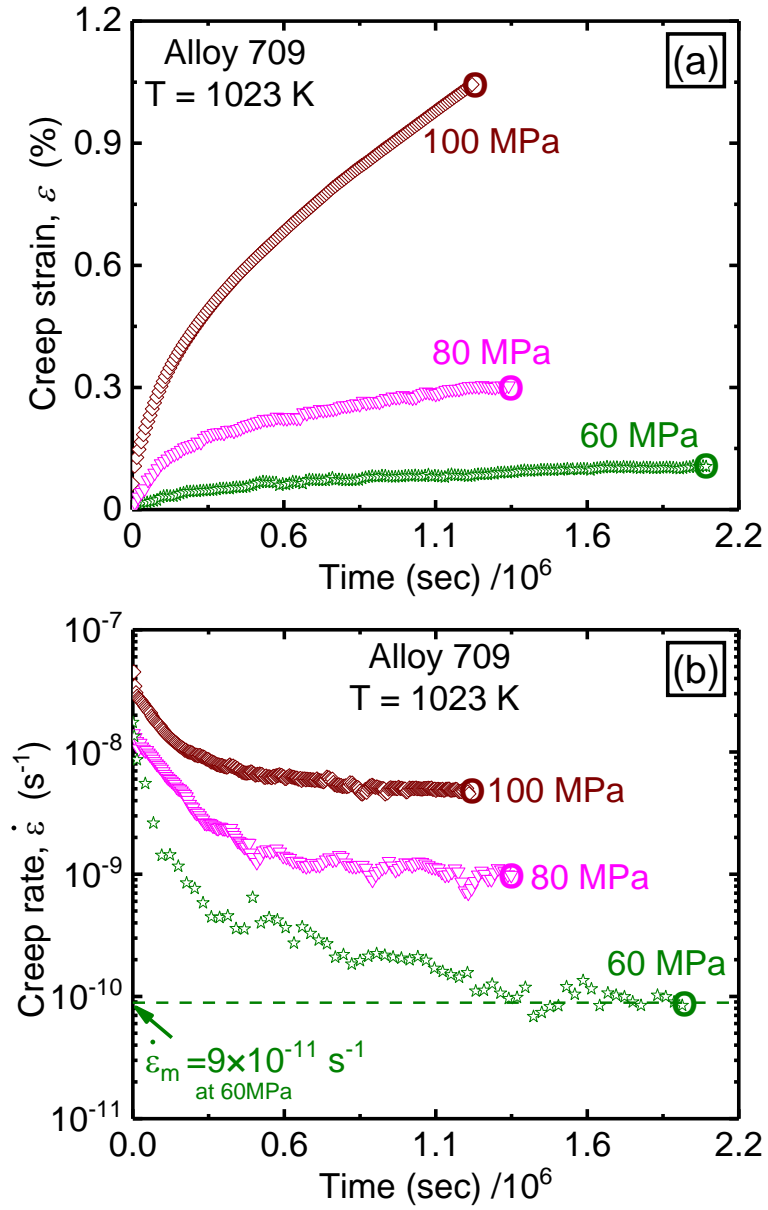 Alloy 709
T = 1023 K
(a)
1.2
0.9
0.6
0.3
0
Creep strain, ε (%)
100 MPa
80 MPa
60 MPa
0 0.6 1.1 1.6 2.2
Time (sec) /10⁶
Alloy 709
T = 1023 K
(b)
10⁻⁷
10⁻⁸
10⁻⁹
10⁻¹⁰
10⁻¹¹
Creep rate, ε̇ (s⁻¹)
100 MPa
80 MPa
60 MPa
ε̇ₘ =9×10⁻¹¹ s⁻¹
at 60MPa
0.0 0.6 1.1 1.6 2.2
Time (sec) /10⁶